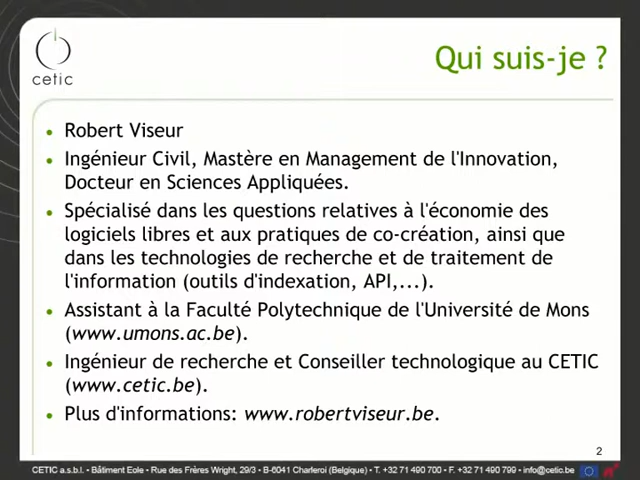 cetic
Qui suis-je ?
• Robert Viseur
• Ingénieur Civil, Mastère en Management de l'Innovation,
Docteur en Sciences Appliquées.
• Spécialisé dans les questions relatives à l'économie des
logiciels libres et aux pratiques de co-création, ainsi que
dans les technologies de recherche et de traitement de
l'information (outils d'indexation, API,...).
• Assistant à la Faculté Polytechnique de l'Université de Mons
(www.umons.ac.be).
• Ingénieur de recherche et Conseiller technologique au CETIC
(www.cetic.be).
• Plus d'informations: www.robertviseur.be.
2
CETIC a.s.b.l. • Bâtiment Eole • Rue des Frères Wright, 29/3 • B-6041 Charleroi (Belgique) • T. +32 71 490 700 • F. +32 71 490 799 • info@cetic.be